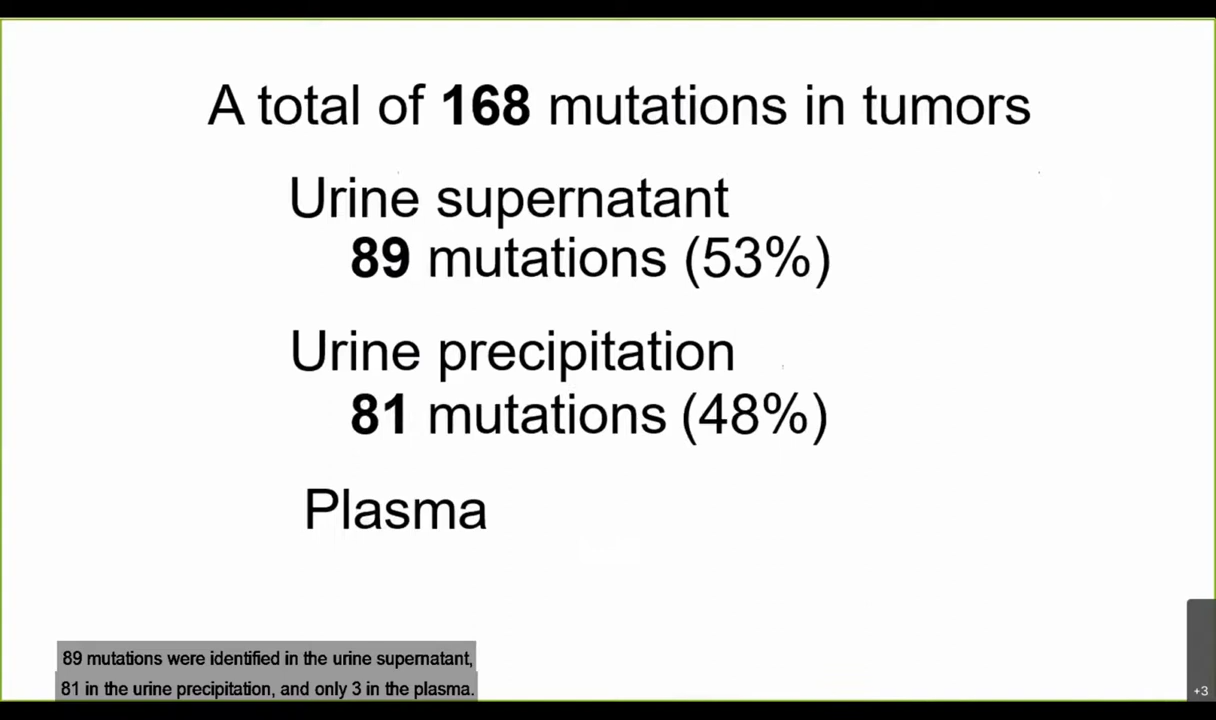 A total of 168 mutations in tumors
Urine supernatant
89 mutations (53%)
Urine precipitation
81 mutations (48%)
Plasma
89 mutations were identified in the urine supernatant,
81 in the urine precipitation, and only 3 in the plasma.
+3